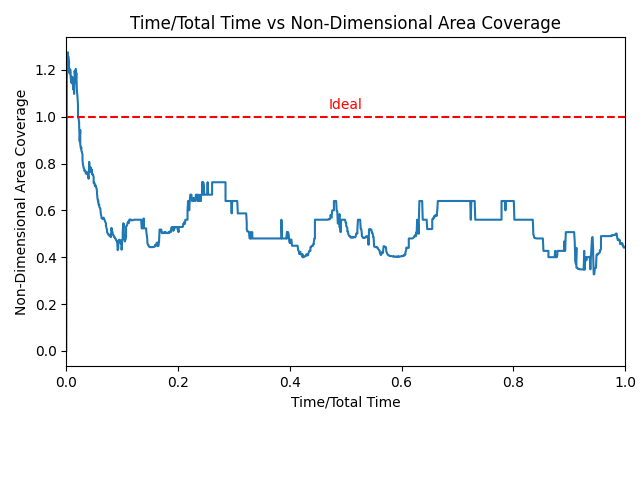 Time/Total Time vs Non-Dimensional Area Coverage
1.2
1.0
0.8
0.6
0.4
0.2
0.0
Non-Dimensional Area Coverage
Ideal
0.0 0.2 0.4 0.6 0.8 1.0
Time/Total Time